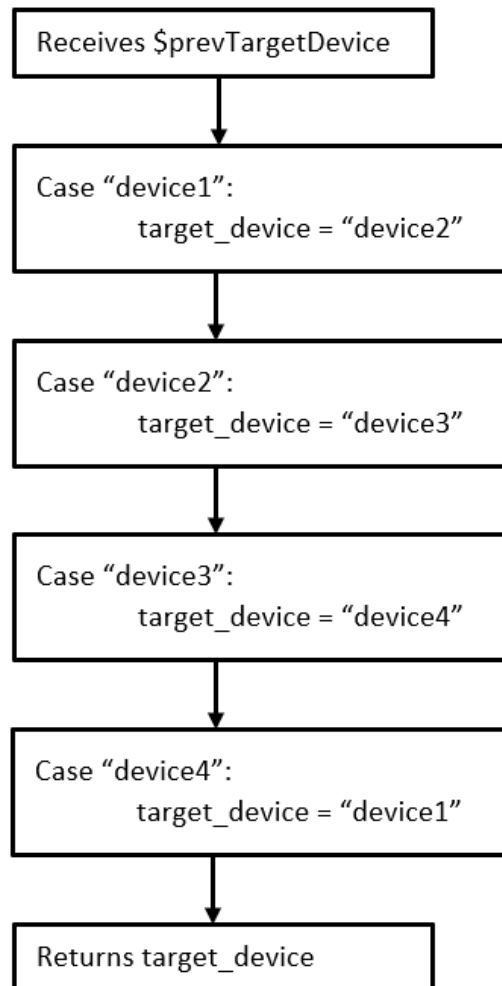 Receives $prevTargetDevice
Case “device1”:
target_device = “device2”
Case “device2”:
target_device = “device3”
Case “device3”:
target_device = “device4”
Case “device4”:
target_device = “device1”
Returns target_device